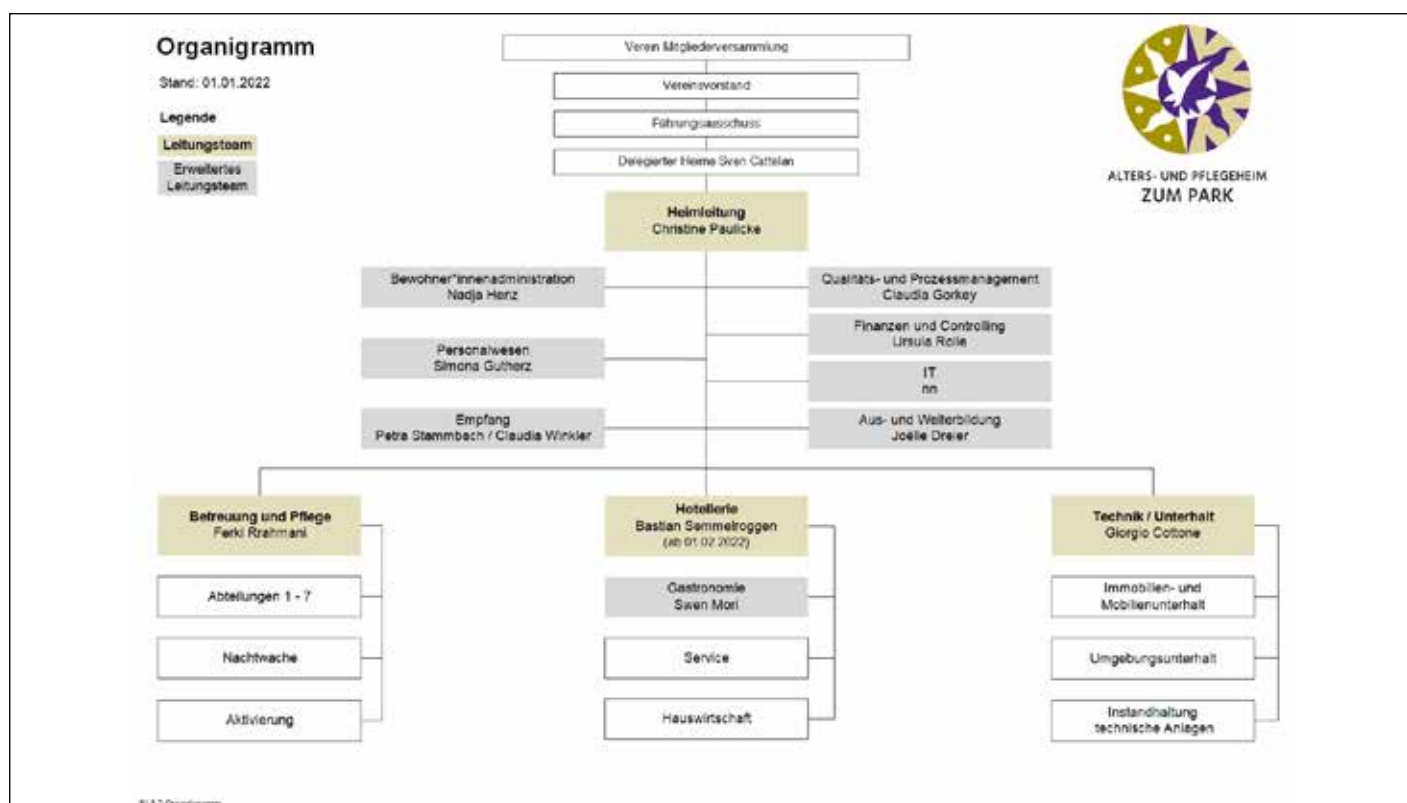 Organigramm
Stand: 01.01.2022
Legende
Leitungsteam
Erweitertes
Leitungsteam
Verein Mitgliederversammlung
Vereinsvorstand
Führungsausschuss
Delegierter Heime Sven Cattelan
ALTERS- UND PFLEGEHEIM
ZUM PARK
Heimleitung
Christine Paulicke
Bewohner*innenadministration
Nadja Henz
Qualitäts- und Prozessmanagement
Claudia Gorkey
Finanzen und Controlling
Ursula Rolle
Personalwesen
Simona Gutherz
IT
nn
Empfang
Petra Stammbach / Claudia Winkler
Aus- und Weiterbildung
Joëlle Dreier
Betreuung und Pflege
Ferki Rrahmani
Abteilungen 1 - 7
Nachtwache
Aktivierung
Hotellerie
Bastian Semmelroggen
(ab 01.02.2022)
Gastronomie
Swen Mori
Service
Hauswirtschaft
Technik / Unterhalt
Giorgio Cottone
Immobilien- und
Mobilienunterhalt
Umgebungsunterhalt
Instandhaltung
technische Anlagen